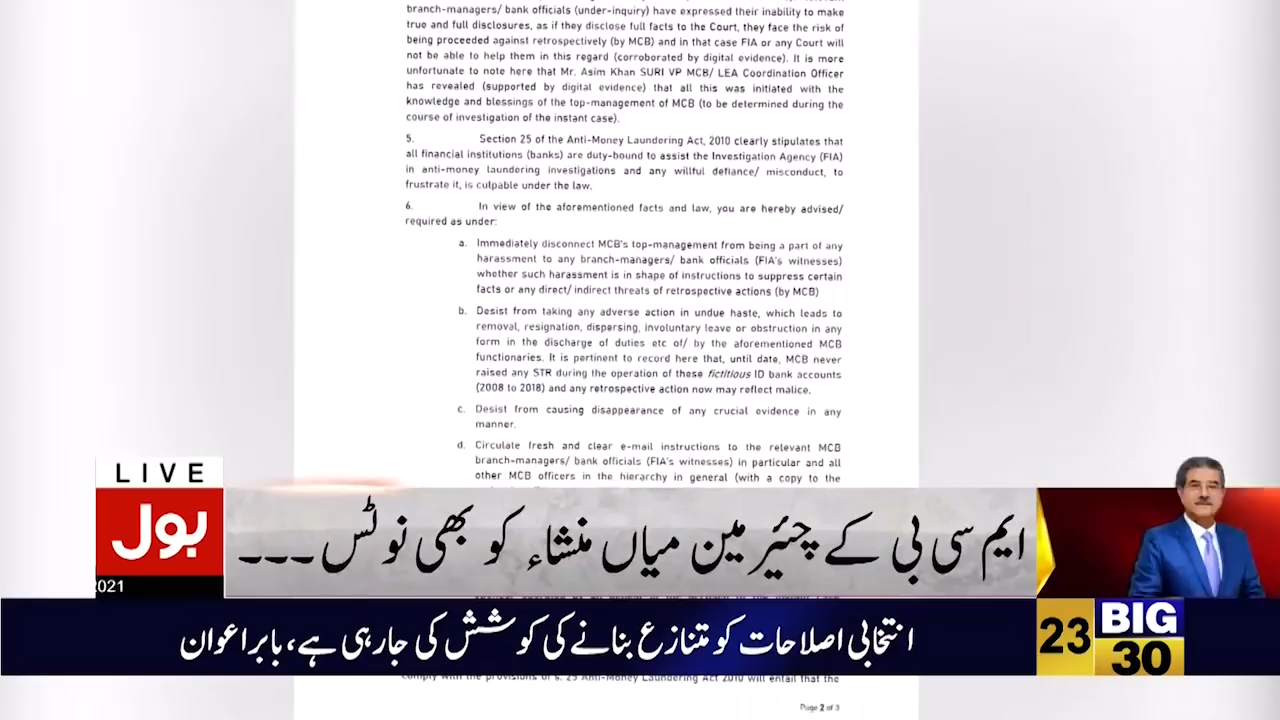 branch-managers/ bank officials (under-inquiry) have expressed their inability to make
true and full disclosures, as if they disclose full facts to the Court, they face the risk of
being proceeded against retrospectively (by MCB) and in that case FIA or any Court will
not be able to help them in this regard (corroborated by digital evidence). It is more
unfortunate to note here that Mr. Asim Khan SURI VP MCB/ LEA Coordination Officer
has revealed (supported by digital evidence) that all this was initiated with the
knowledge and blessings of the top-management of MCB (to be determined during the
course of investigation of the instant case).
5. Section 25 of the Anti-Money Laundering Act, 2010 clearly stipulates that
all financial institutions (banks) are duty-bound to assist the Investigation Agency (FIA)
in anti-money laundering investigations and any willful defiance/ misconduct, to
frustrate it, is culpable under the law.
6. In view of the aforementioned facts and law, you are hereby advised/
required as under:
a. Immediately disconnect MCB's top-management from being a part of any
harassment to any branch-managers/ bank officials (FIA's witnesses)
whether such harassment is in shape of instructions to suppress certain
facts or any direct/ indirect threats of retrospective actions (by MCB)
b. Desist from taking any adverse action in undue haste, which leads to
removal, resignation, dispersing, involuntary leave or obstruction in any
form in the discharge of duties etc of/ by the aforementioned MCB
functionaries. It is pertinent to record here that, until date, MCB never
raised any STR during the operation of these fictitious ID bank accounts
(2008 to 2018) and any retrospective action now may reflect malice.
c. Desist from causing disappearance of any crucial evidence in any
manner.
d. Circulate fresh and clear e-mail instructions to the relevant MCB
branch-managers/ bank officials (FIA's witnesses) in particular and all
other MCB officers in the hierarchy in general (with a copy to the
LIVE
بول
2021
ایم سی بی کے چئیرمین میاں منشاء کو بھی نوٹس ۔۔۔
انتخابی اصلاحات کو متنازع بنانے کی کوشش کی جارہی ہے، بابر اعوان
23
BIG
30
comply with the provisions of s. 25 Anti-Money Laundering Act 2010 will entail that the
Page 2 of 3